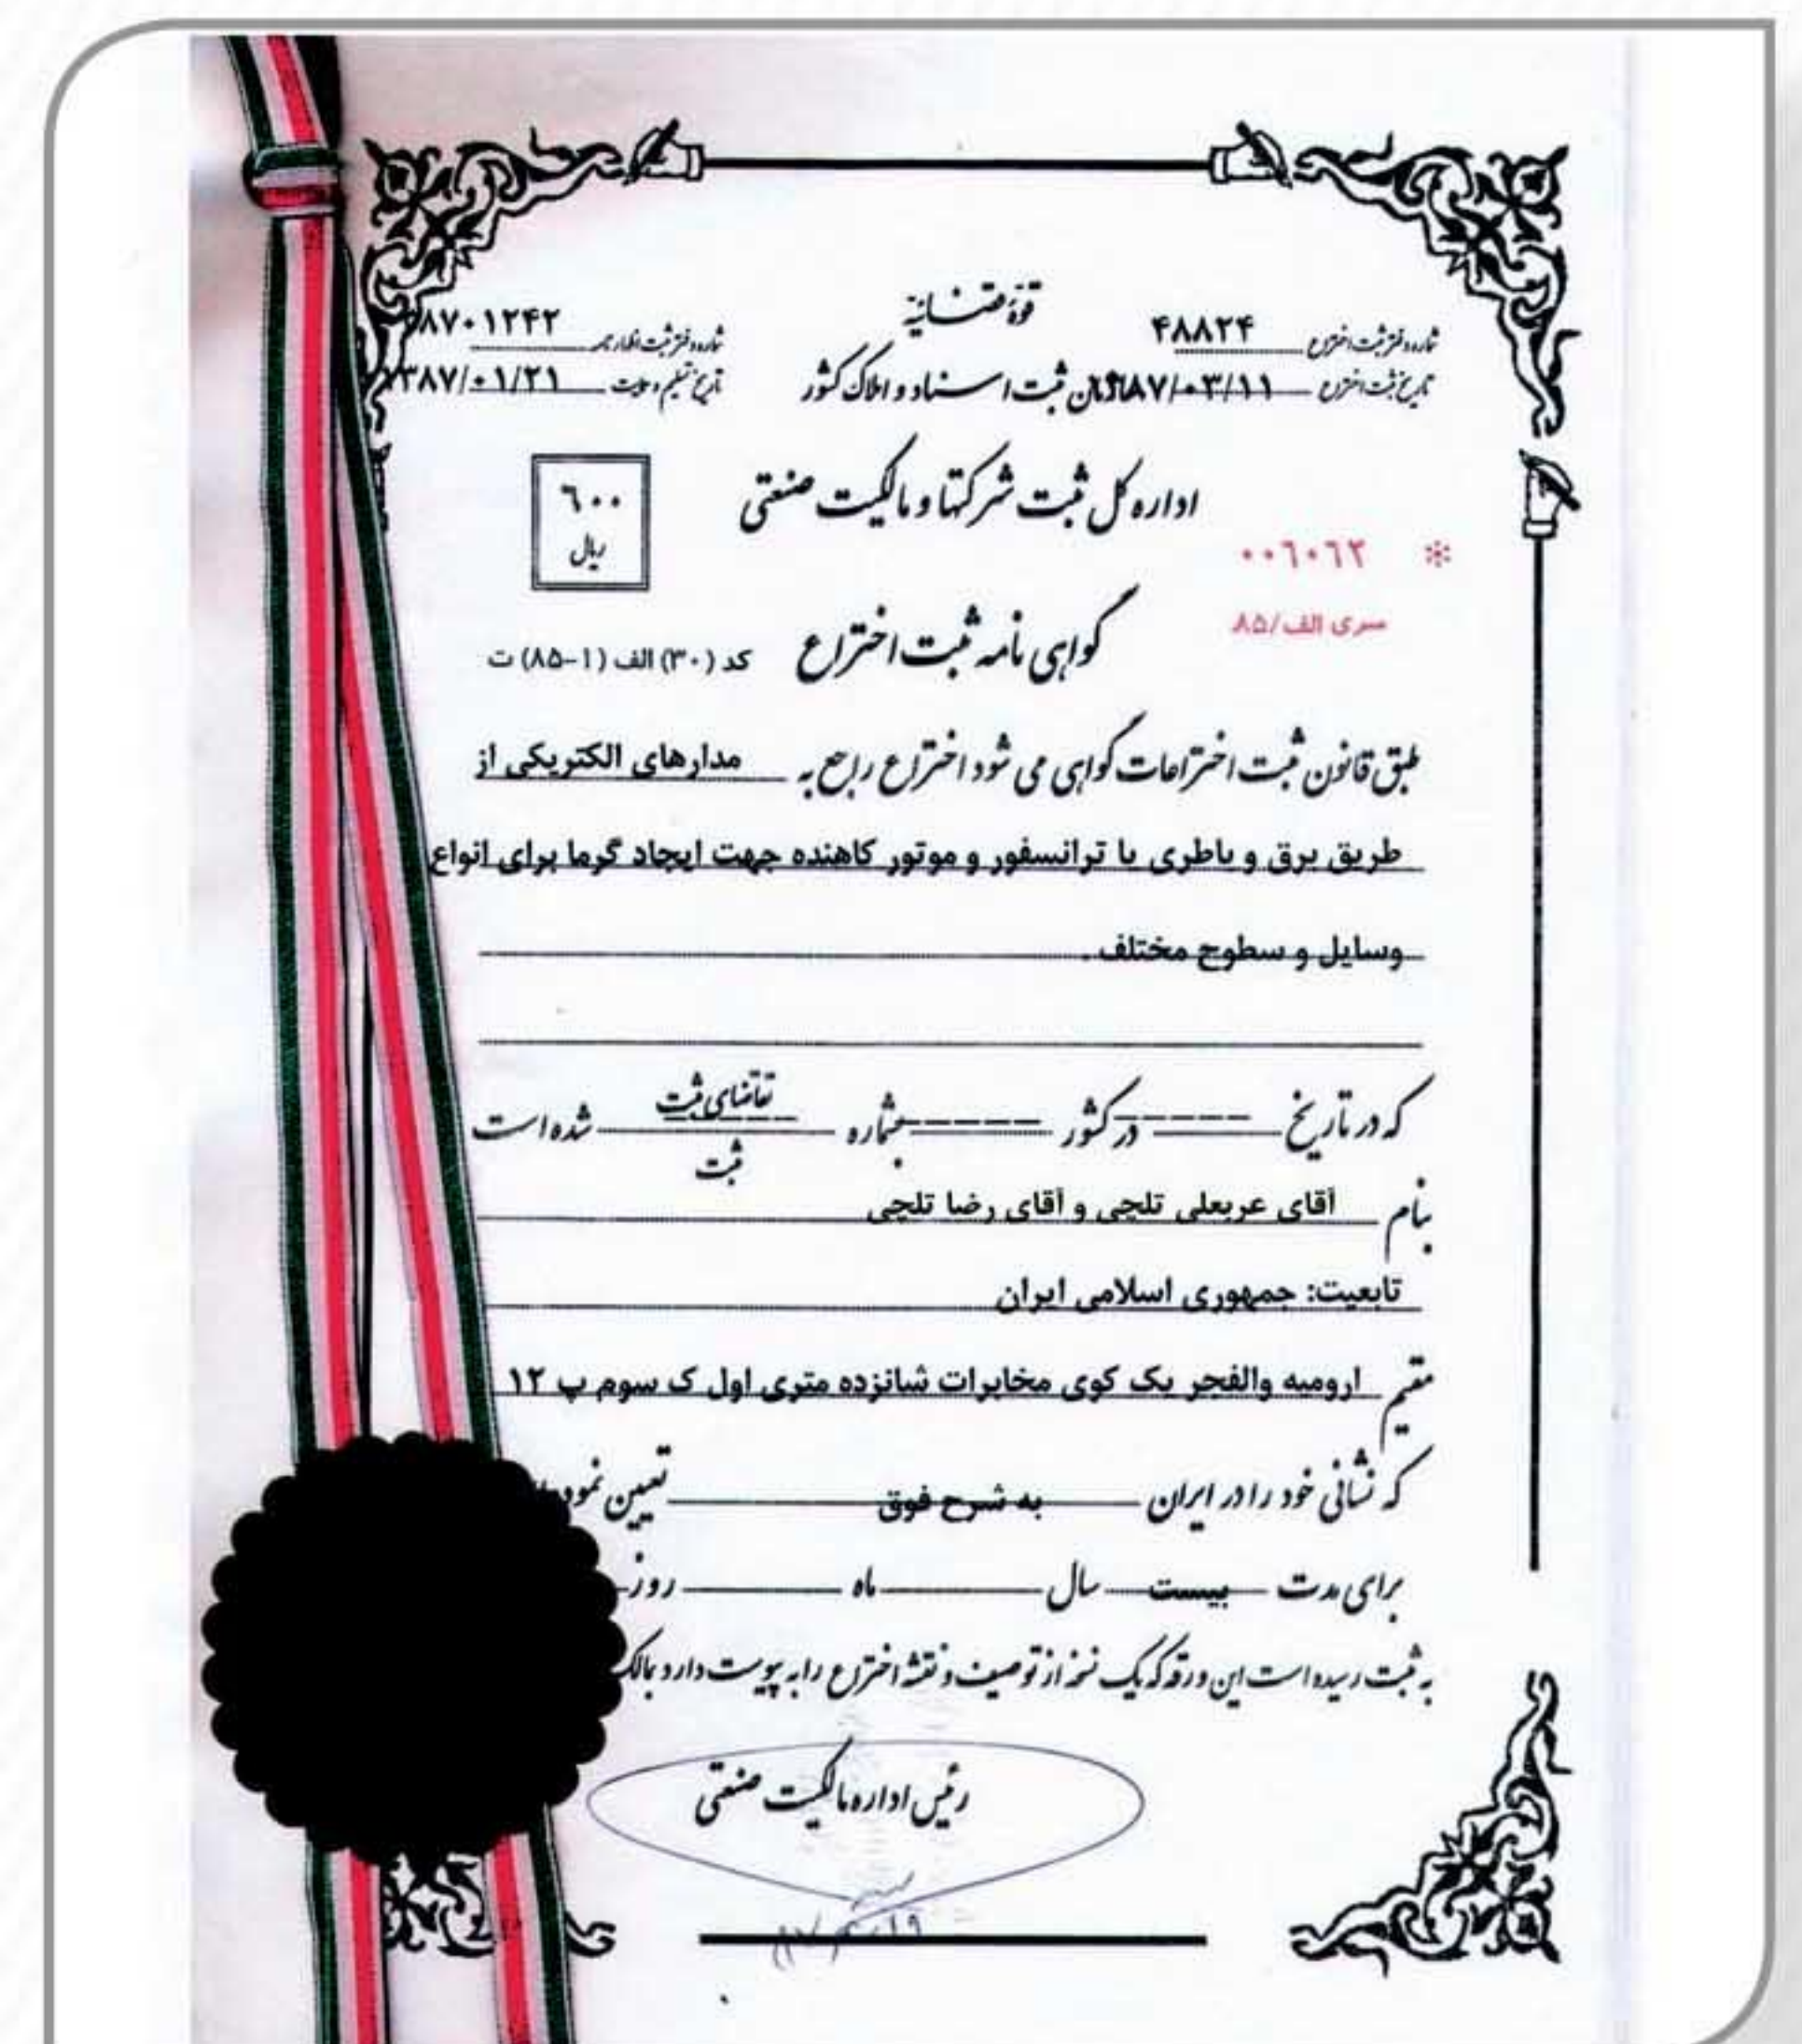 قوهٔ قضائیه
شماره دفتر ثبت اختراع ۴۸۸۲۴
شماره دفتر ثبت اظهارنامه ۸۷۰۱۲۴۲
تاریخ ثبت اختراع ۸۷/۰۳/۱۱
ثبت اسناد و املاک کشور
تاریخ تسلیم ۱۳۸۷/۰۱/۲۱
اداره کل ثبت شرکتها و مالکیت صنعتی
۶۰۰
ریال
* ۰۰۶۰۶۲
سری الف/۸۵
گواهی نامه ثبت اختراع
کد (۳۰) الف (۱-۸۵) ت
طبق قانون ثبت اختراعات گواهی می شود اختراع راجع به مدارهای الکتریکی از
طریق برق و باطری یا ترانسفور و موتور کاهنده جهت ایجاد گرما برای انواع
وسایل و سطوح مختلف .
که در تاریخ ----- در کشور ----- بشماره ----- تقاضای ثبت شده است
ثبت
بنام آقای عربعلی تلچی و آقای رضا تلچی
تابعیت: جمهوری اسلامی ایران
مقیم ارومیه والفجر یک کوی مخابرات شانزده متری اول ک سوم پ ۱۲
که نشانی خود را در ایران به شرح فوق تعیین
برای مدت بیست سال ماه روز
به ثبت رسیده است این ورقه که یک نسخه از توصیف و نقشه اختراع را به پیوست دارد بمالک
رئیس اداره مالکیت صنعتی